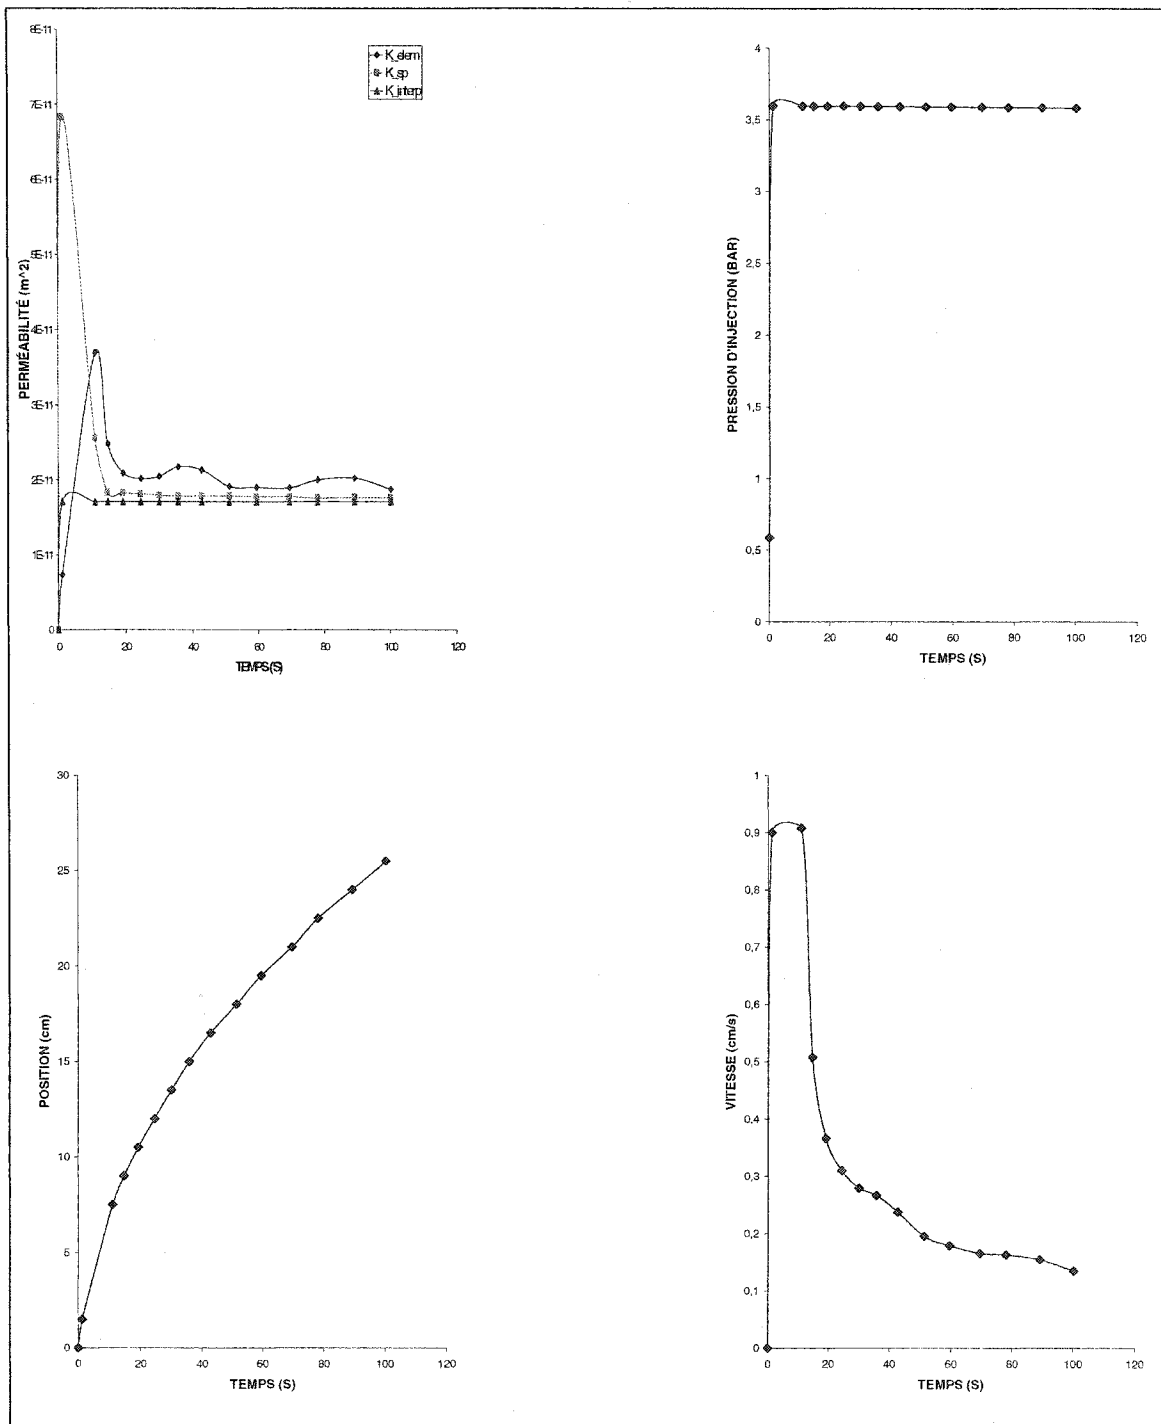 8E-11
7E-11
6E-11
5E-11
4E-11
3E-11
2E-11
1E-11
0
PERMÉABILITÉ (m^2)
K_elem
K_sp
K_interp
0 20 40 60 80 100 120
TEMPS(S)
4
3,5
3
2,5
2
1,5
1
0,5
0
PRESSION D'INJECTION (BAR)
0 20 40 60 80 100 120
TEMPS (S)
30
25
20
15
10
5
0
POSITION (cm)
0 20 40 60 80 100 120
TEMPS (S)
1
0,9
0,8
0,7
0,6
0,5
0,4
0,3
0,2
0,1
0
VITESSE (cm/s)
0 20 40 60 80 100 120
TEMPS (S)